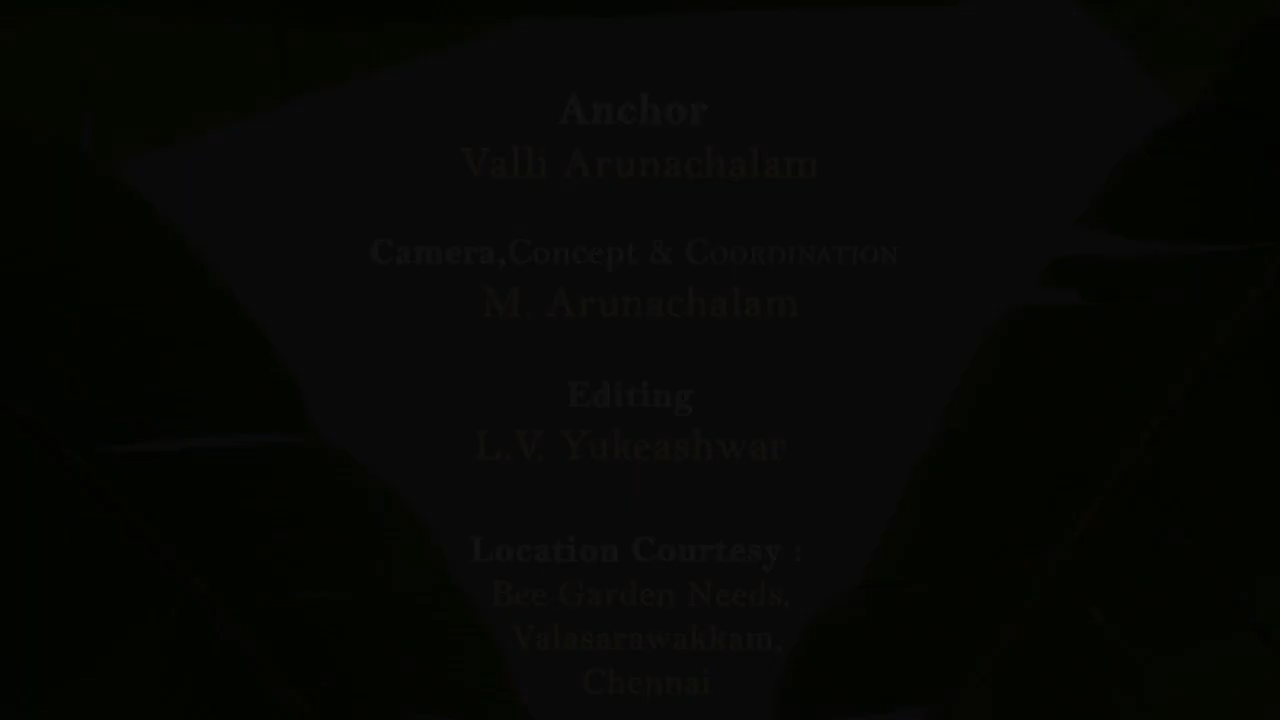 Anchor
Valli Arunachalam
Camera,Concept & COORDINATION
M. Arunachalam
Editing
L.V. Yukeashwar
Location Courtesy :
Bee Garden Needs,
Valasarawakkam,
Chennai